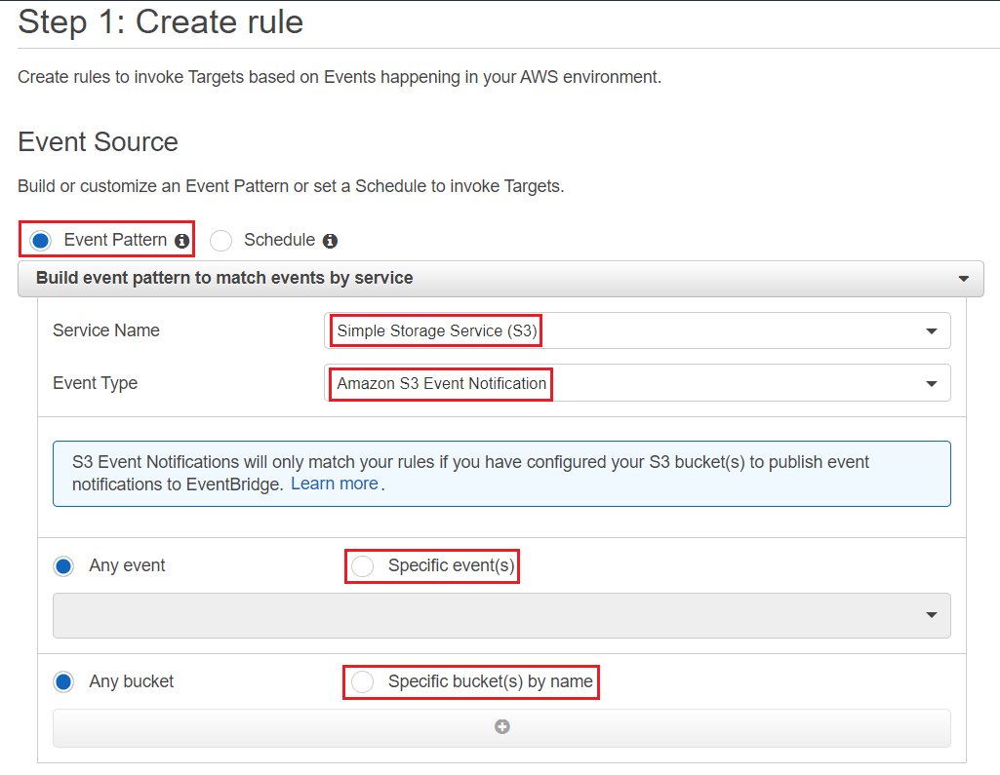 Step 1: Create rule
Create rules to invoke Targets based on Events happening in your AWS environment.
Event Source
Build or customize an Event Pattern or set a Schedule to invoke Targets.
Event Pattern Schedule
Build event pattern to match events by service
Service Name Simple Storage Service (S3)
Event Type Amazon S3 Event Notification
S3 Event Notifications will only match your rules if you have configured your S3 bucket(s) to publish event
notifications to EventBridge. Learn more.
Any event Specific event(s)
Any bucket Specific bucket(s) by name